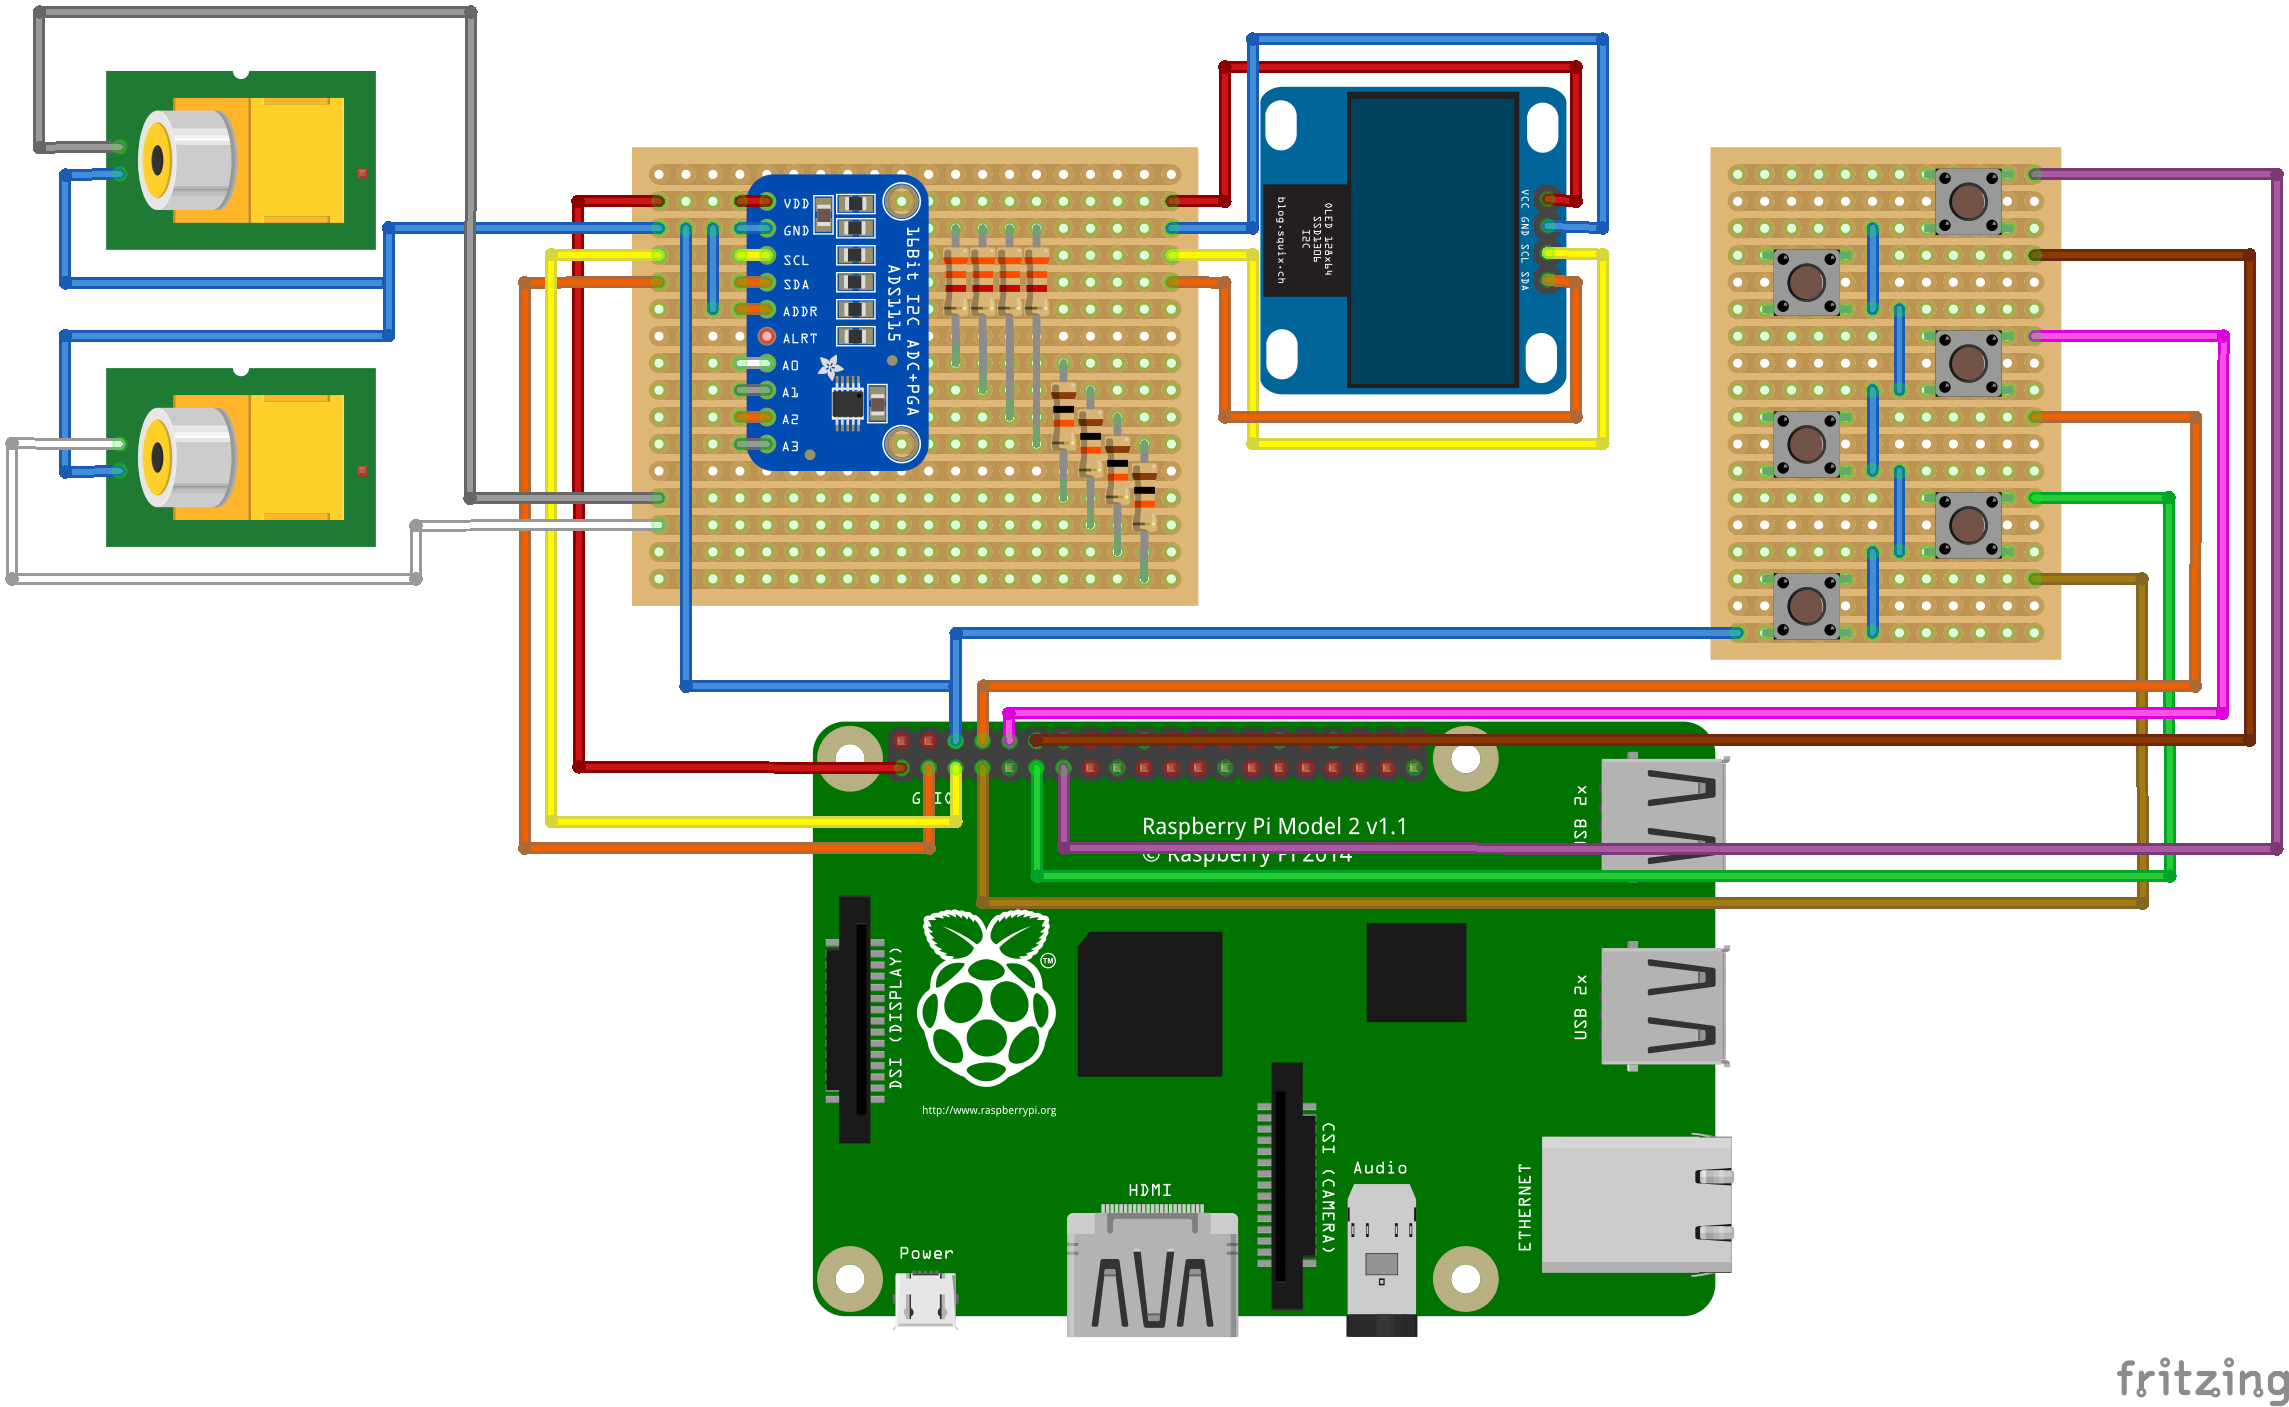 VDD
GND
SCL
SDA
ADDR
ALRT
A0
A1
A2
A3
16Bit I2C ADC+PGA
ADS1115
VCC GND SCL SDA
OLED 128x64
SSD1306
I2C
blog.squix.ch
GPIO
Raspberry Pi Model 2 v1.1
© Raspberry Pi 2014
USB 2x
USB 2x
DSI (DISPLAY)
TM
http://www.raspberrypi.org
CSI (CAMERA)
Audio
HDMI
ETHERNET
Power
fritzing